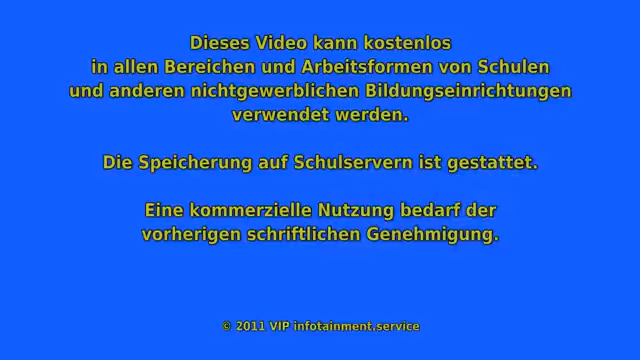 Dieses Video kann kostenlos
in allen Bereichen und Arbeitsformen von Schulen
und anderen nichtgewerblichen Bildungseinrichtungen
verwendet werden.
Die Speicherung auf Schulservern ist gestattet.
Eine kommerzielle Nutzung bedarf der
vorherigen schriftlichen Genehmigung.
© 2011 VIP infotainment.service